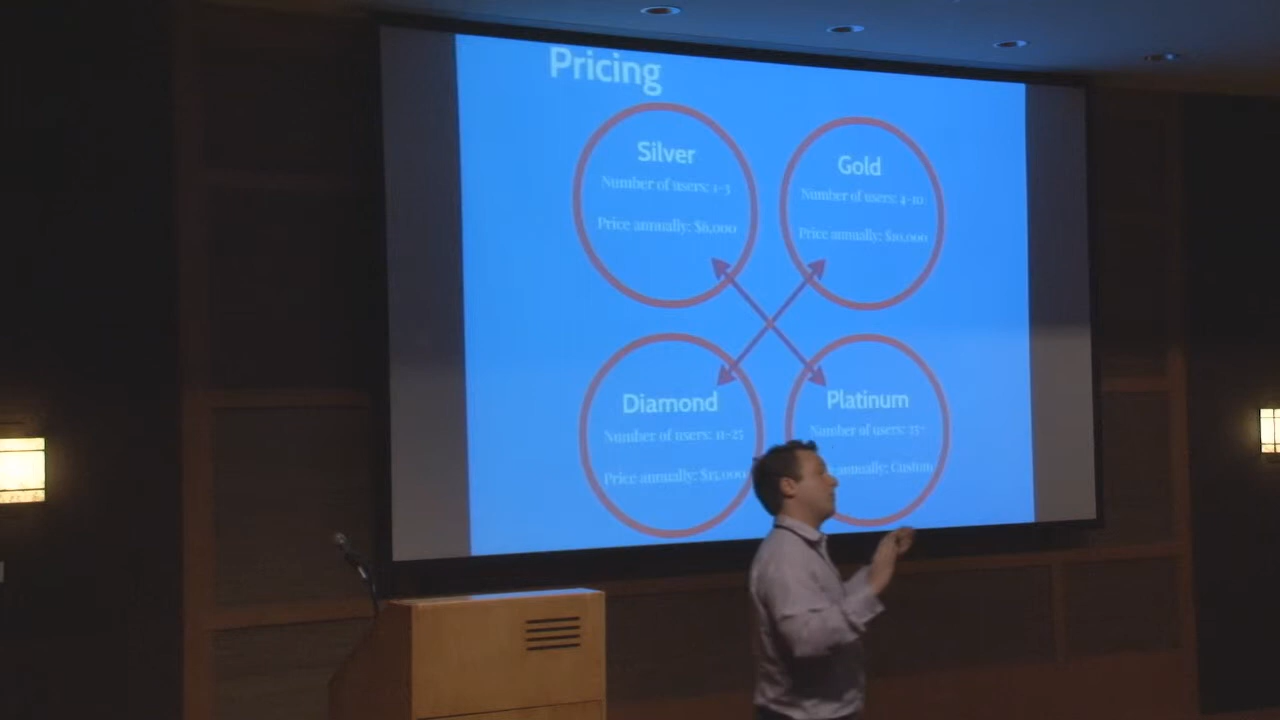 Pricing
Silver
Number of users: 1-3
Price annually: $6,000
Gold
Number of users: 4-10
Price annually: $10,000
Diamond
Number of users: 11-25
Price annually: $15,000
Platinum
Number of users: 25+
annually: Custom